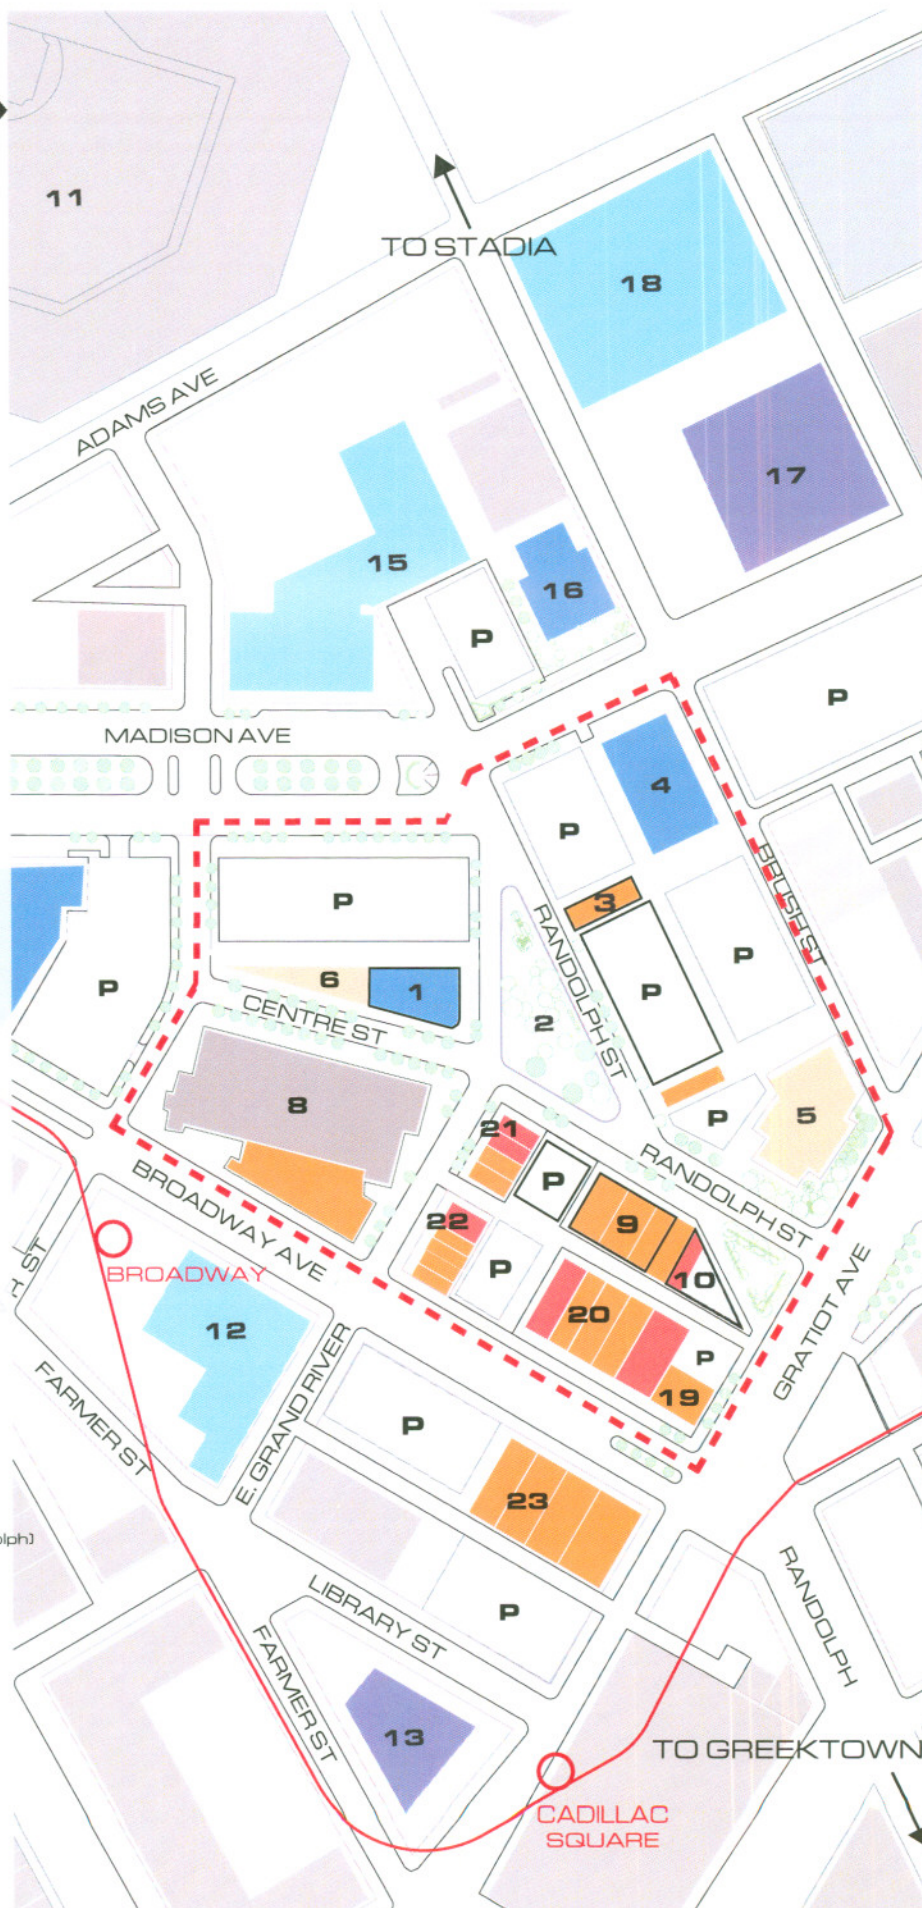 11
TO STADIA
18
ADAMS AVE
17
15
16
P
P
MADISON AVE
4
P
BRUSH ST
3
P
RANDOLPH ST
P
P
P
6
1
2
CENTRE ST
8
5
P
21
RANDOLPH ST
P
BROADWAY AVE
9
22
P
10
BROADWAY
GRATIOT AVE
12
20
P
19
FARMER ST
E. GRAND RIVER
P
23
olph)
LIBRARY ST
P
RANDOLPH
FARMER ST
13
TO GREEKTOWN
CADILLAC
SQUARE